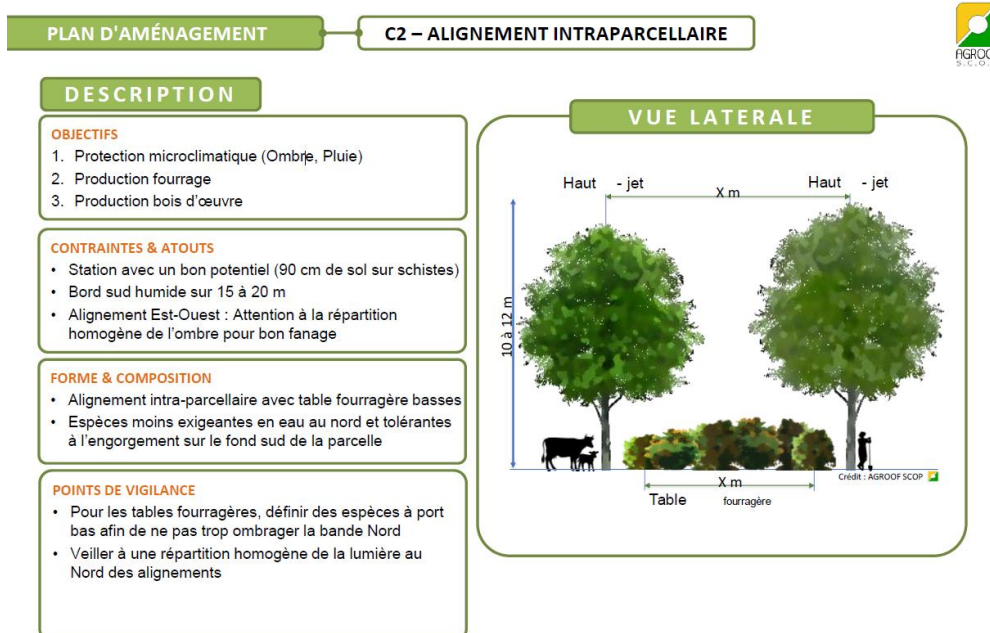 PLAN D'AMÉNAGEMENT
C2 – ALIGNEMENT INTRAPARCELLAIRE
AGROOF
S.C.O.
DESCRIPTION
OBJECTIFS
1. Protection microclimatique (Ombre, Pluie)
2. Production fourrage
3. Production bois d'œuvre
CONTRAINTES & ATOUTS
• Station avec un bon potentiel (90 cm de sol sur schistes)
• Bord sud humide sur 15 à 20 m
• Alignement Est-Ouest : Attention à la répartition
homogène de l'ombre pour bon fanage
FORME & COMPOSITION
• Alignement intra-parcellaire avec table fourragère basses
• Espèces moins exigeantes en eau au nord et tolérantes
à l'engorgement sur le fond sud de la parcelle
POINTS DE VIGILANCE
• Pour les tables fourragères, définir des espèces à port
bas afin de ne pas trop ombrager la bande Nord
• Veiller à une répartition homogène de la lumière au
Nord des alignements
VUE LATERALE
Haut - jet
X m
Haut - jet
10 à 12 m
Crédit : AGROOF SCOP
X m
Table fourragère